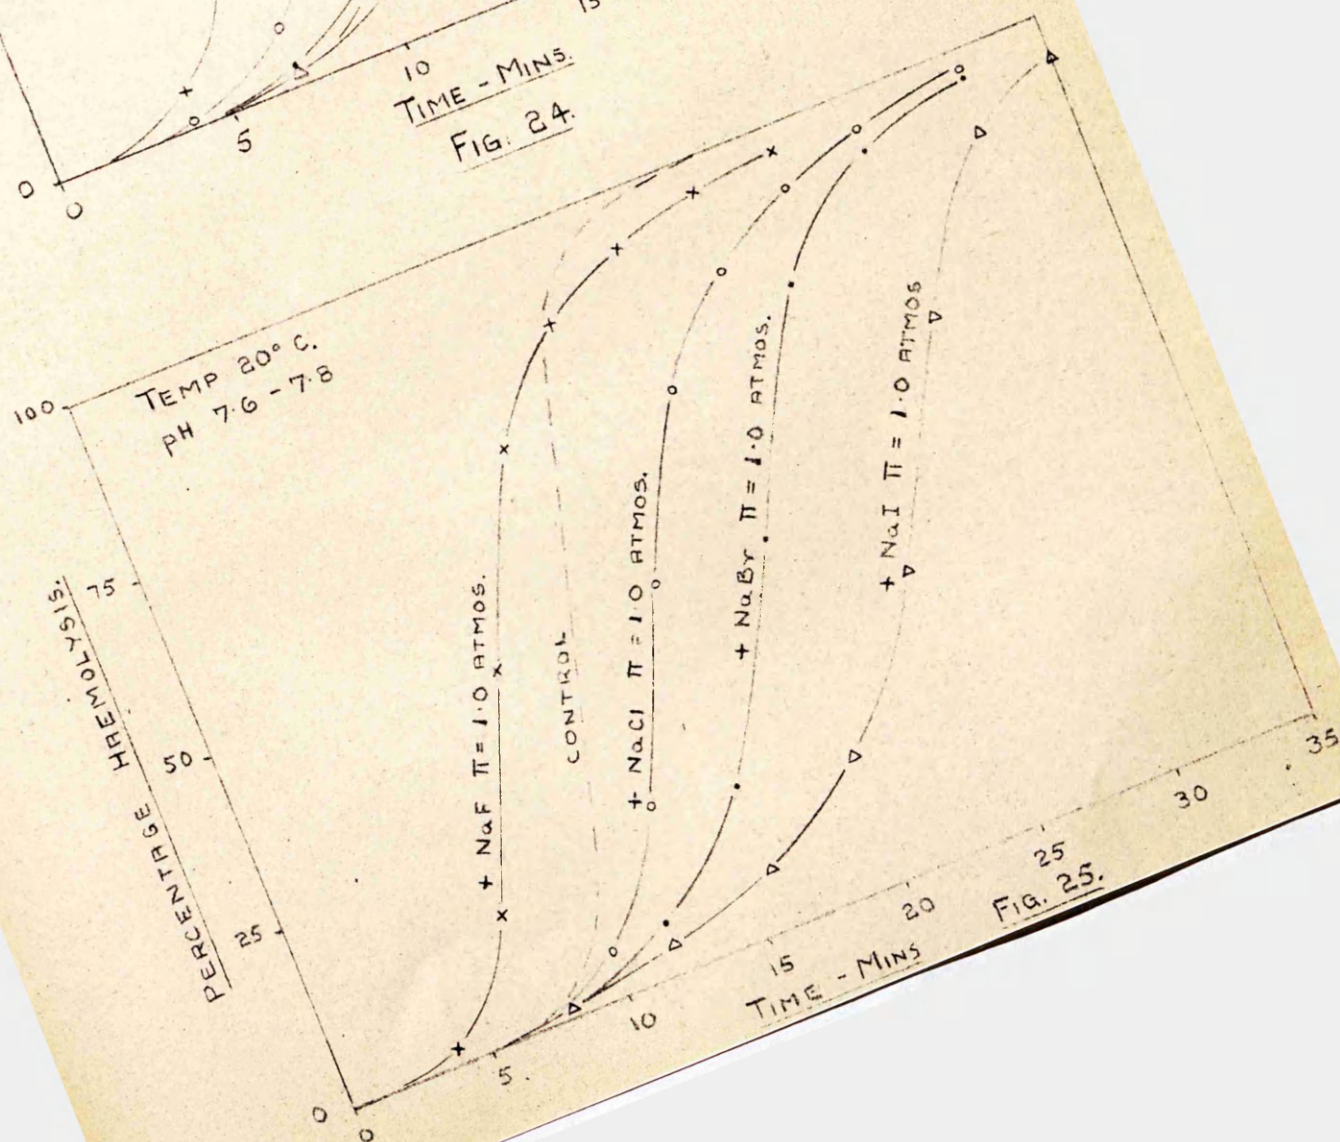 15
10
TIME - MINS.
5
FIG. 24.
0
0
100
TEMP 20° C.
pH 7.6 - 7.8
75
50
25
0
PERCENTAGE HAEMOLYSIS.
+ NaF π = 1.0 ATMOS.
CONTROL
+ NaCl π = 1.0 ATMOS.
+ NaBr π = 1.0 ATMOS.
+ NaI π = 1.0 ATMOS
0
5
10
15
20
25
30
35
TIME - MINS
FIG. 25.